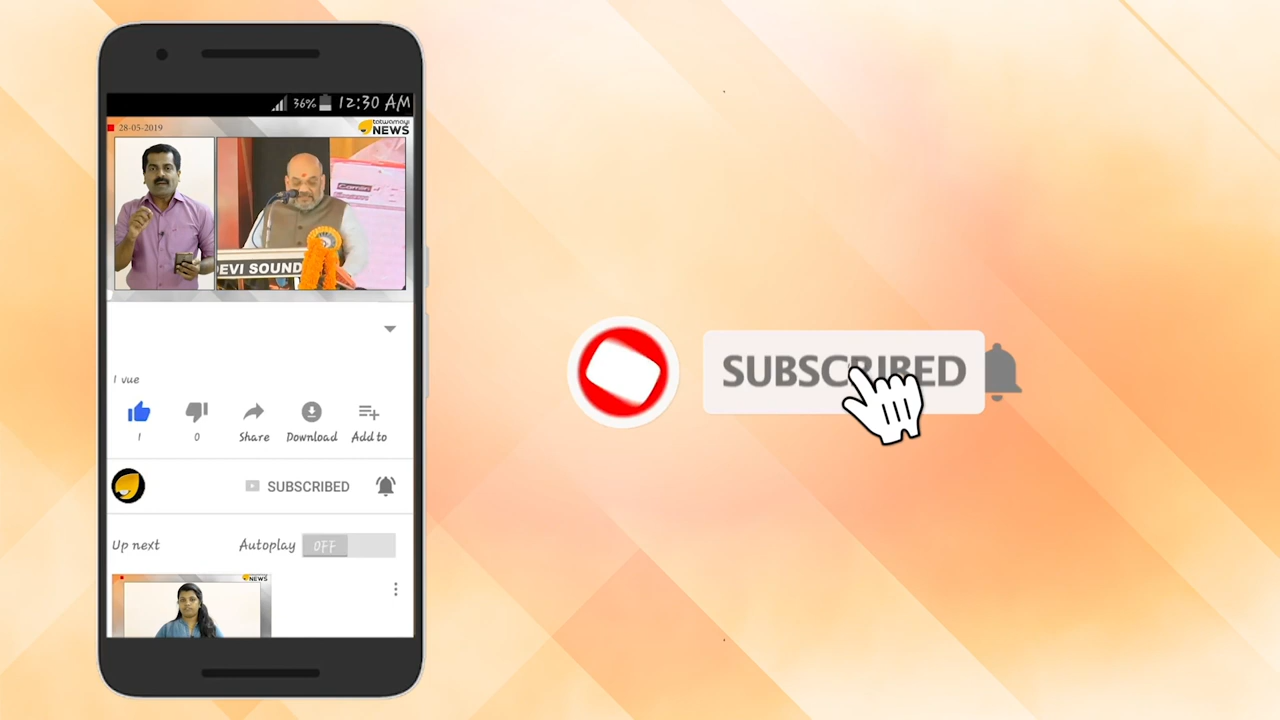 36% 12:30 AM
28-05-2019
tatwamayi
NEWS
DEVI SOUND
1 vue
1
0
Share
Download
Add to
SUBSCRIBED
Up next
Autoplay
OFF
NEWS
SUBSCRIBED